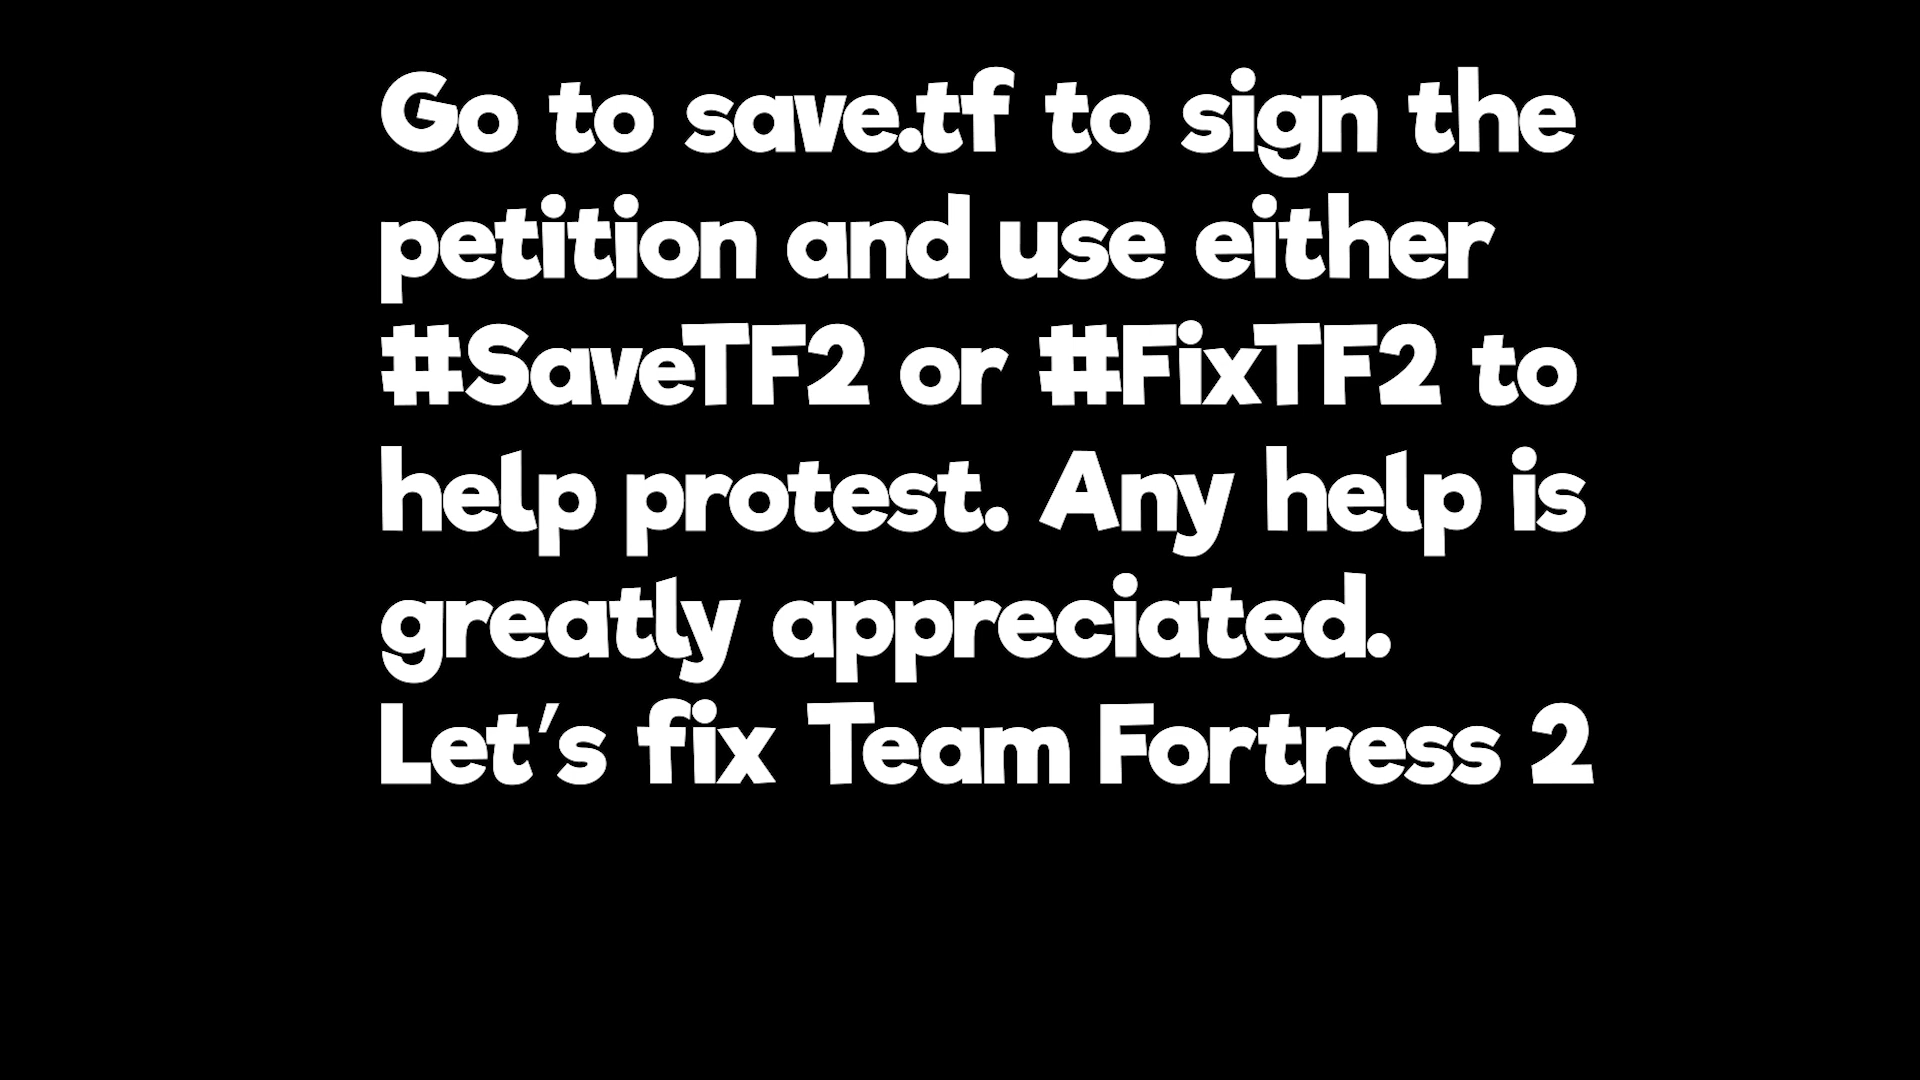 Go to save.tf to sign the
petition and use either
#SaveTF2 or #FixTF2 to
help protest. Any help is
greatly appreciated.
Let's fix Team Fortress 2